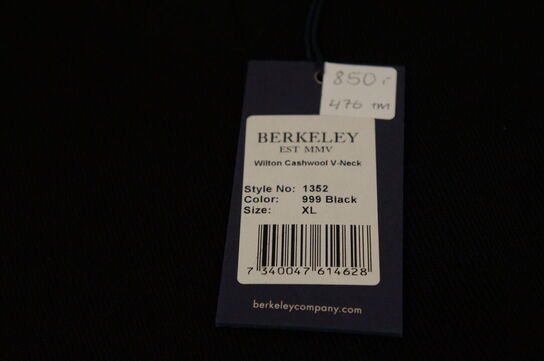 850:-
476 TM
BERKELEY
EST MMV
Wilton Cashwool V-Neck
Style No: 1352
Color: 999 Black
Size: XL
7 340047 614628
berkeleycompany.com